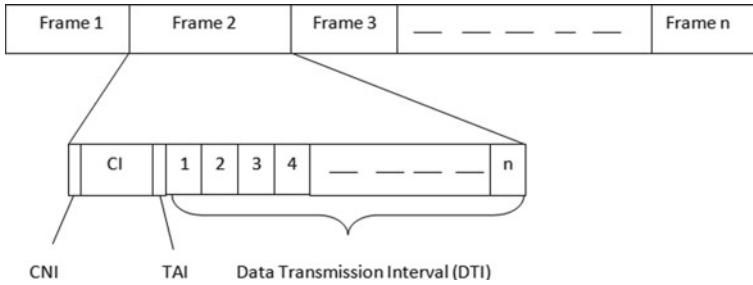 Frame 1 Frame 2 Frame 3 Frame n
CI 1 2 3 4 n
CNI TAI Data Transmission Interval (DTI)